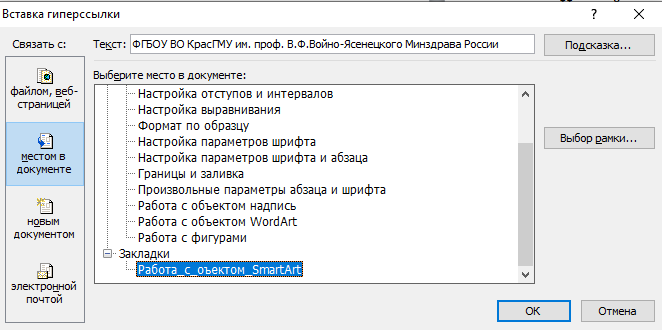 Вставка гиперссылки
?
Связать с:
Текст:
ФГБОУ ВО КрасГМУ им. проф. В.Ф.Войно-Ясенецкого Минздрава России
Подсказка...
Выберите место в документе:
файлом, веб-
страницей
местом в
документе
новым
документом
электронной
почтой
Настройка отступов и интервалов
Настройка выравнивания
Формат по образцу
Настройка параметров шрифта
Настройка параметров шрифта и абзаца
Границы и заливка
Произвольные параметры абзаца и шрифта
Работа с объектом надпись
Работа с объектом WordArt
Работа с фигурами
Закладки
Работа_с_оъектом_SmartArt
Выбор рамки...
ОК
Отмена